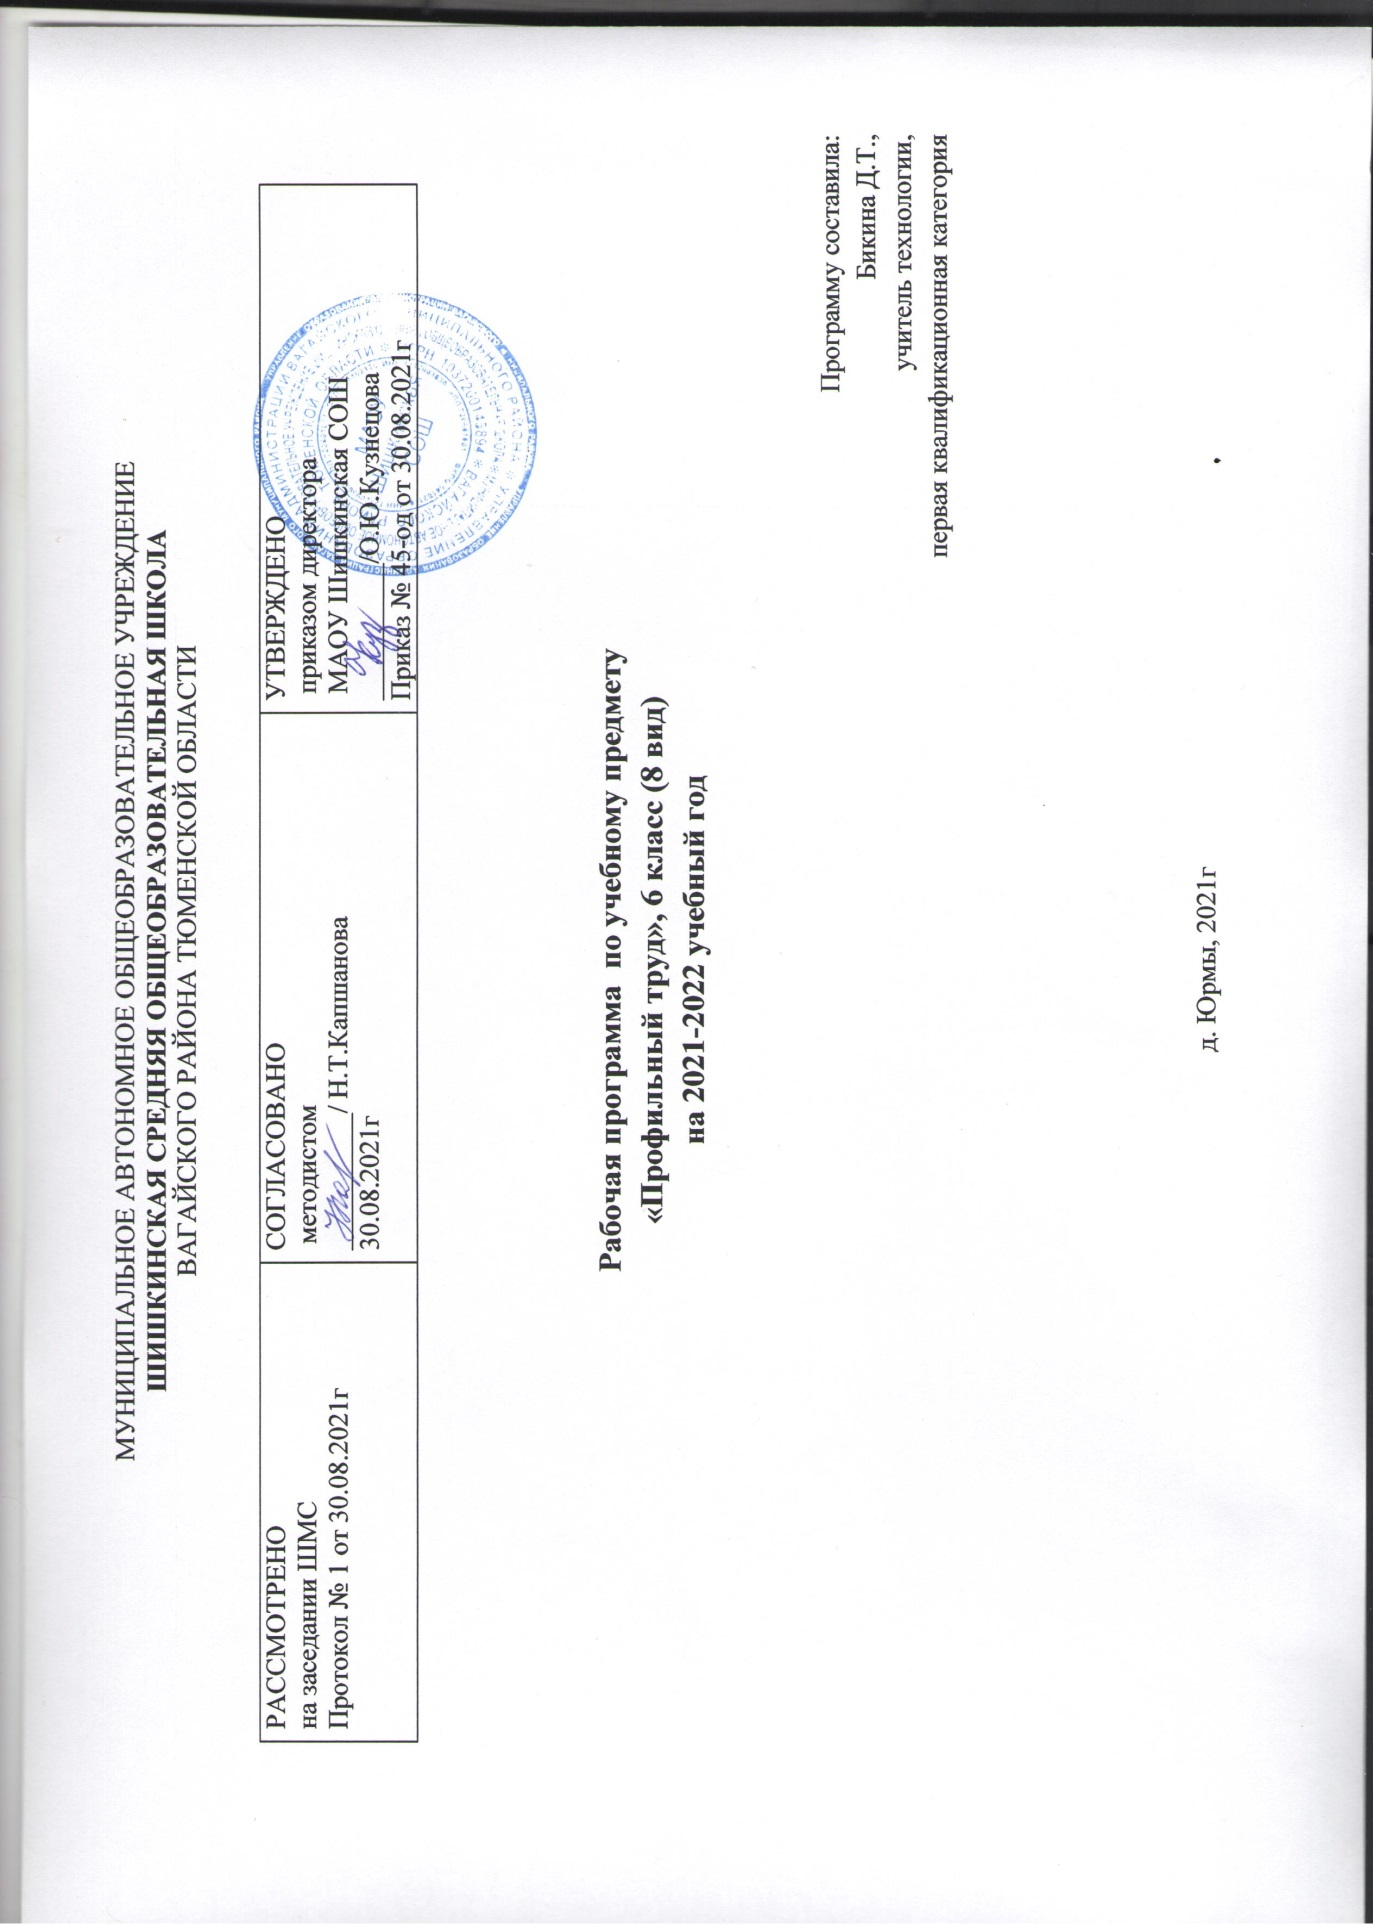 МУНИЦИПАЛЬНОЕ АВТОНОМНОЕ ОБЩЕОБРАЗОВАТЕЛЬНОЕ УЧРЕЖДЕНИЕ
ШИШКИНСКАЯ СРЕДНЯЯ ОБЩЕОБРАЗОВАТЕЛЬНАЯ ШКОЛА
ВАГАЙСКОГО РАЙОНА ТЮМЕНСКОЙ ОБЛАСТИ
РАССМОТРЕНО
на заседании ШМС
Протокол № 1 от 30.08.2021г
СОГЛАСОВАНО
методистом
/ Н.Т.Капшанова
30.08.2021г
УТВЕРЖДЕНО
приказом директора
МАОУ Шишкинская СОШ
/О.Ю.Кузнецова
Приказ № 45-од от 30.08.2021г
Рабочая программа по учебному предмету
«Профильный труд», 6 класс (8 вид)
на 2021-2022 учебный год
Программу составила:
Бикина Д.Т.,
учитель технологии,
первая квалификационная категория
д. Юрмы, 2021г